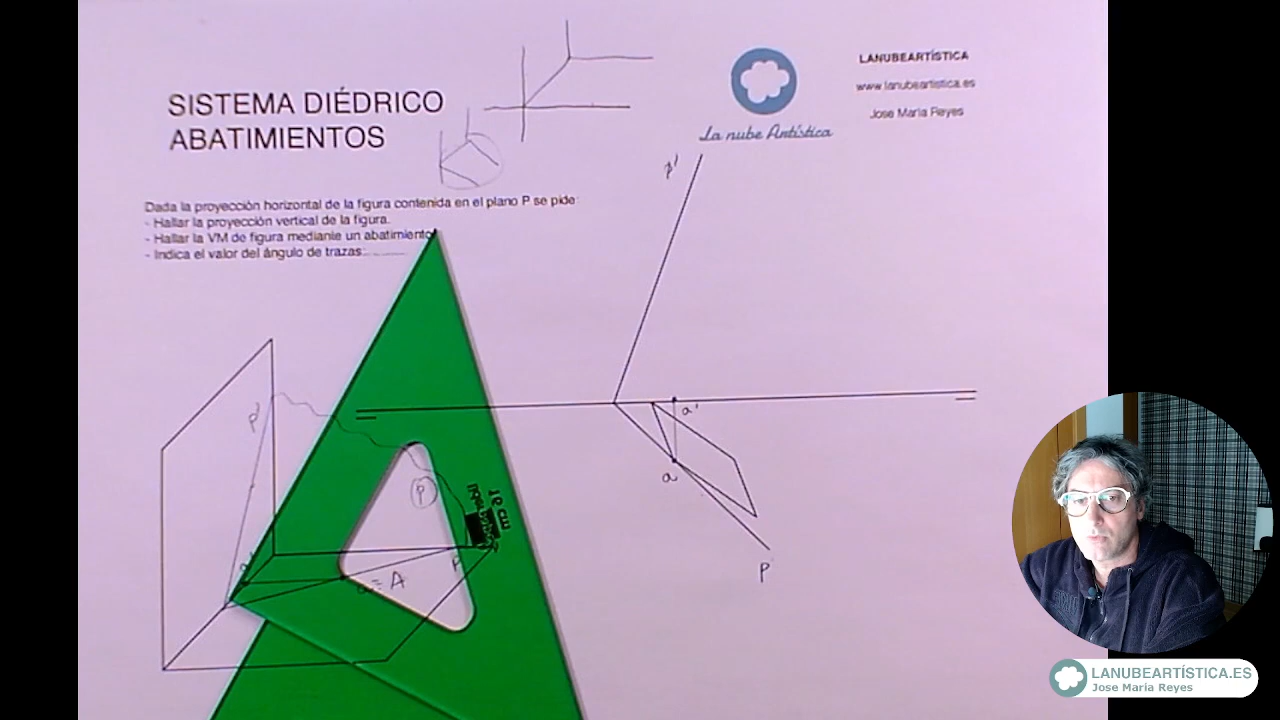 SISTEMA DIÉDRICO
ABATIMIENTOS
La nube Artística
LANUBEARTÍSTICA
www.lanubeartistica.es
Jose María Reyes
Dada la proyección horizontal de la figura contenida en el plano P se pide:
- Hallar la proyección vertical de la figura.
- Hallar la VM de figura mediante un abatimiento
- Indica el valor del ángulo de trazas:
p'
a'
a
P
p'
p
P
a ≡ A
16 cm
LANUBEARTÍSTICA.ES
Jose María Reyes